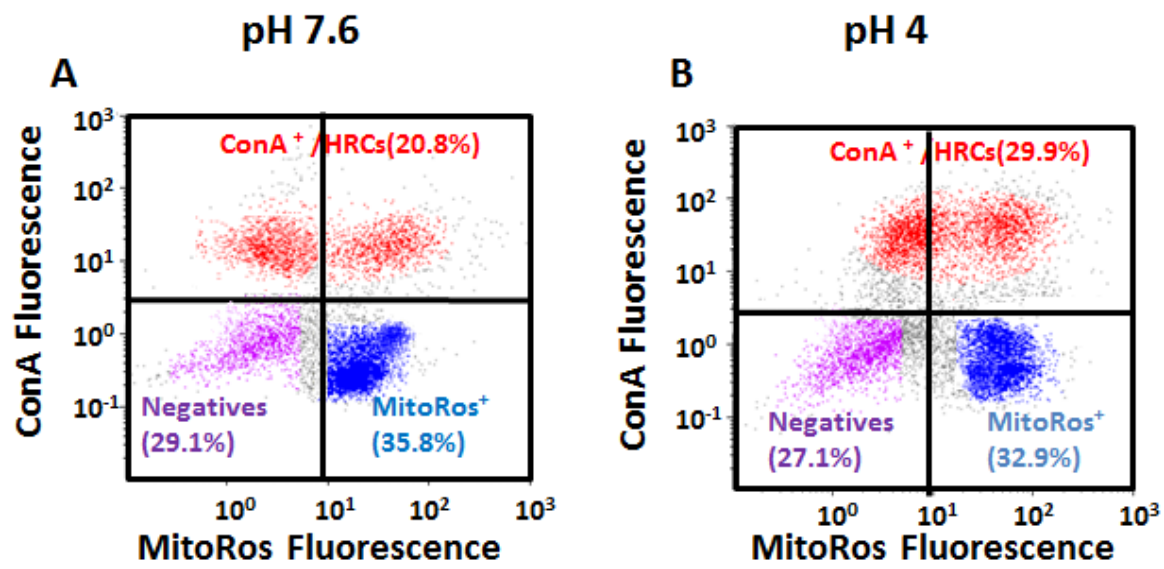 pH 7.6
A
ConA Fluorescence
10³
10²
10¹
10⁰
10⁻¹
ConA ⁺ /HRCs(20.8%)
Negatives
(29.1%)
MitoRos⁺
(35.8%)
10⁰ 10¹ 10² 10³
MitoRos Fluorescence
pH 4
B
ConA Fluorescence
10³
10²
10¹
10⁰
10⁻¹
ConA ⁺ /HRCs(29.9%)
Negatives
(27.1%)
MitoRos⁺
(32.9%)
10⁰ 10¹ 10² 10³
MitoRos Fluorescence